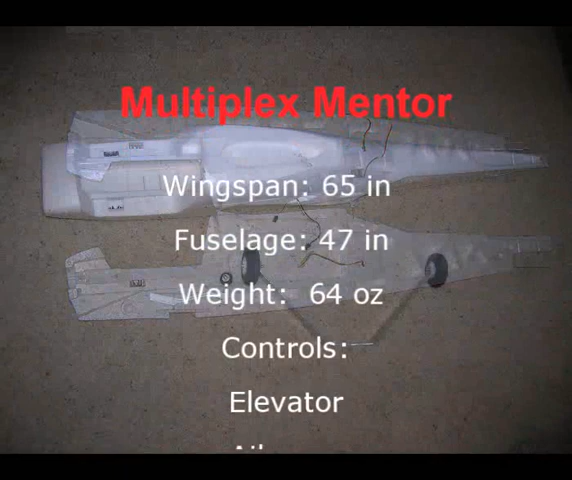 Multiplex Mentor
Wingspan: 65 in
Fuselage: 47 in
Weight: 64 oz
Controls:
Elevator